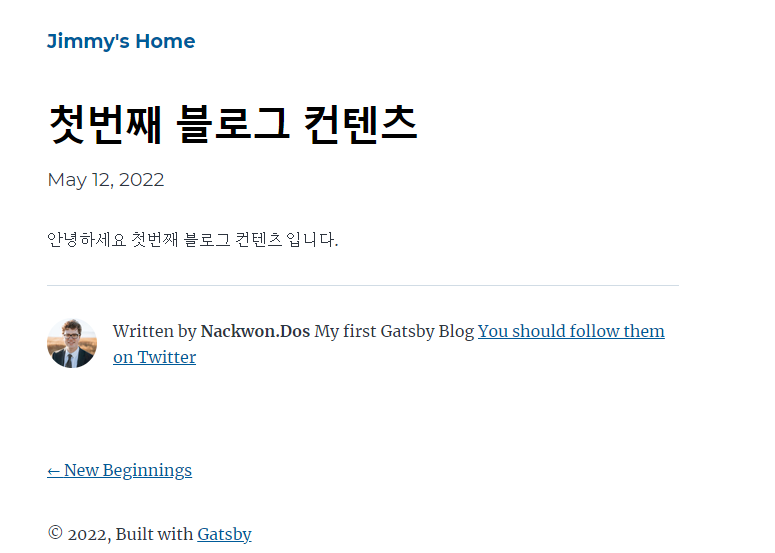 Jimmy's Home
첫번째 블로그 컨텐츠
May 12, 2022
안녕하세요 첫번째 블로그 컨텐츠 입니다.
Written by Nackwon.Dos My first Gatsby Blog You should follow them
on Twitter
← New Beginnings
© 2022, Built with Gatsby